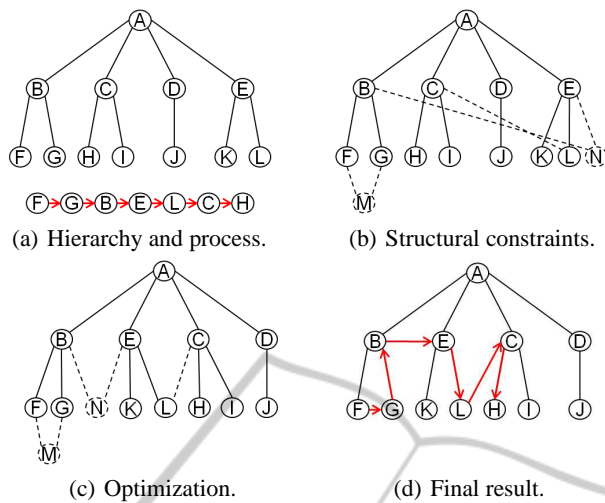 A
B C D E
F G H I J K L
F G B E L C H
(a) Hierarchy and process.
A
B C D E
F G H I J K L N
M
(b) Structural constraints.
A
B E C D
F G N K L H I J
M
(c) Optimization.
A
B E C D
F G K L H I J
(d) Final result.